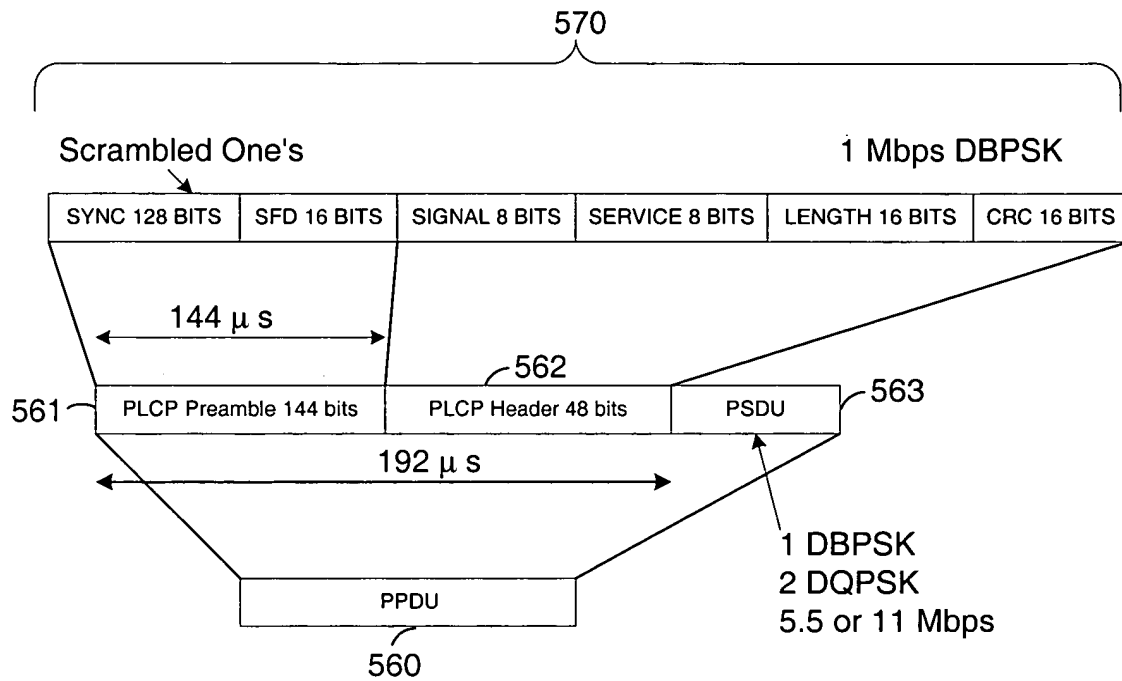 570
Scrambled One's
1 Mbps DBPSK
SYNC 128 BITS SFD 16 BITS SIGNAL 8 BITS SERVICE 8 BITS LENGTH 16 BITS CRC 16 BITS
144 μ s
562
561 PLCP Preamble 144 bits PLCP Header 48 bits PSDU 563
192 μ s
1 DBPSK
2 DQPSK
5.5 or 11 Mbps
PPDU
560